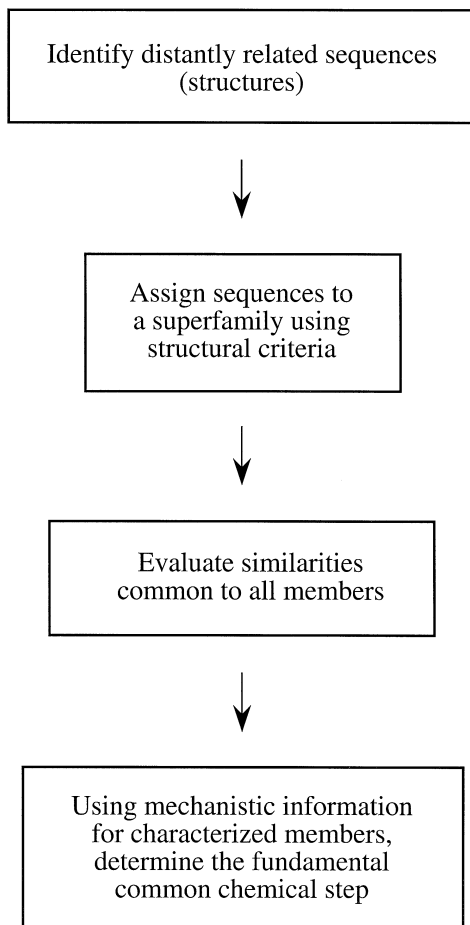 Identify distantly related sequences
(structures)
Assign sequences to
a superfamily using
structural criteria
Evaluate similarities
common to all members
Using mechanistic information
for characterized members,
determine the fundamental
common chemical step